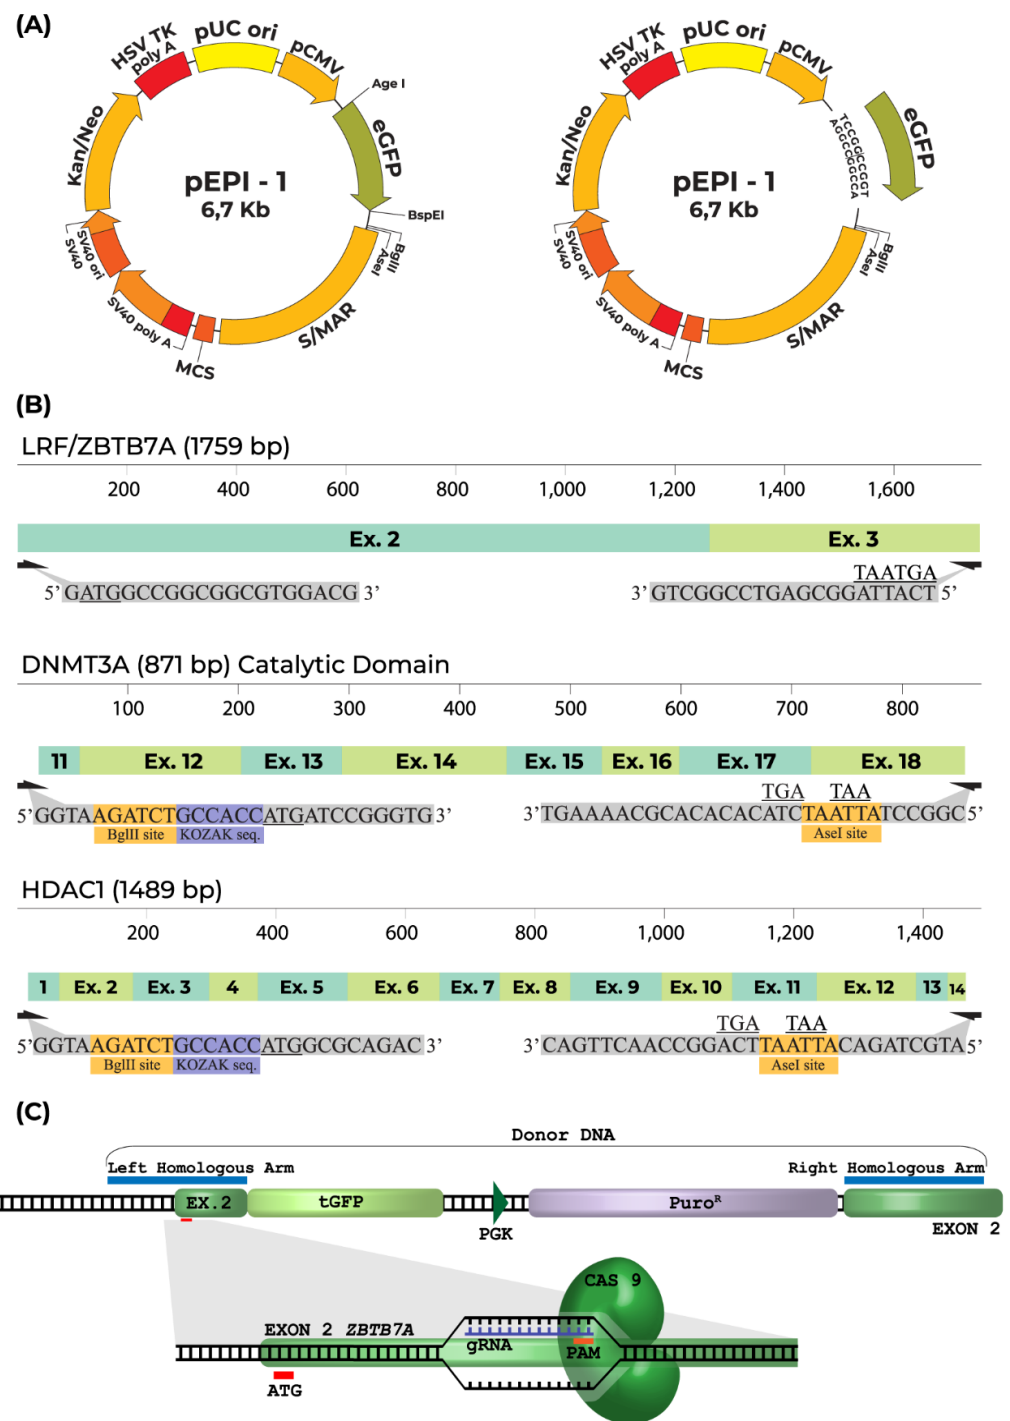 (A)
HSV TK
poly A
pUC ori
pCMV
Age I
eGFP
Kan/Neo
pEPI - 1
6,7 Kb
BspEI
BglII
AseI
SV40 ori
SV40
SV40 poly A
MCS
S/MAR
HSV TK
poly A
pUC ori
pCMV
TCCGGCCGGT
AGGCCGGCCA
eGFP
Kan/Neo
pEPI - 1
6,7 Kb
BglII
AseI
SV40 ori
SV40
SV40 poly A
MCS
S/MAR
(B)
LRF/ZBTB7A (1759 bp)
200 400 600 800 1,000 1,200 1,400 1,600
Ex. 2 Ex. 3
TAATGA
5’ GATGGCCGGCGGCGTGGACG 3’ 3’ GTCGGCCTGAGCGGATTACT 5’
DNMT3A (871 bp) Catalytic Domain
100 200 300 400 500 600 700 800
11 Ex. 12 Ex. 13 Ex. 14 Ex. 15 Ex. 16 Ex. 17 Ex. 18
TGA TAA
5’GGTAAGATCTGCCACCATGATCCGGGTG3’ 3’TGAAAACGCACACACATCTAATTATCCGGC5’
BglII site KOZAK seq. AseI site
HDAC1 (1489 bp)
200 400 600 800 1,000 1,200 1,400
1 Ex. 2 Ex. 3 4 Ex. 5 Ex. 6 Ex. 7 Ex. 8 Ex. 9 Ex. 10 Ex. 11 Ex. 12 13 14
TGA TAA
5’GGTAAGATCTGCCACCATGGCGCAGAC3’ 3’CAGTTCAACCGGACTTAATTACAGATCGTA5’
BglII site KOZAK seq. AseI site
(C)
Donor DNA
Left Homologous Arm Right Homologous Arm
EX.2 tGFP PuroR
PGK EXON 2
CAS 9
EXON 2 ZBTB7A
gRNA PAM
ATG